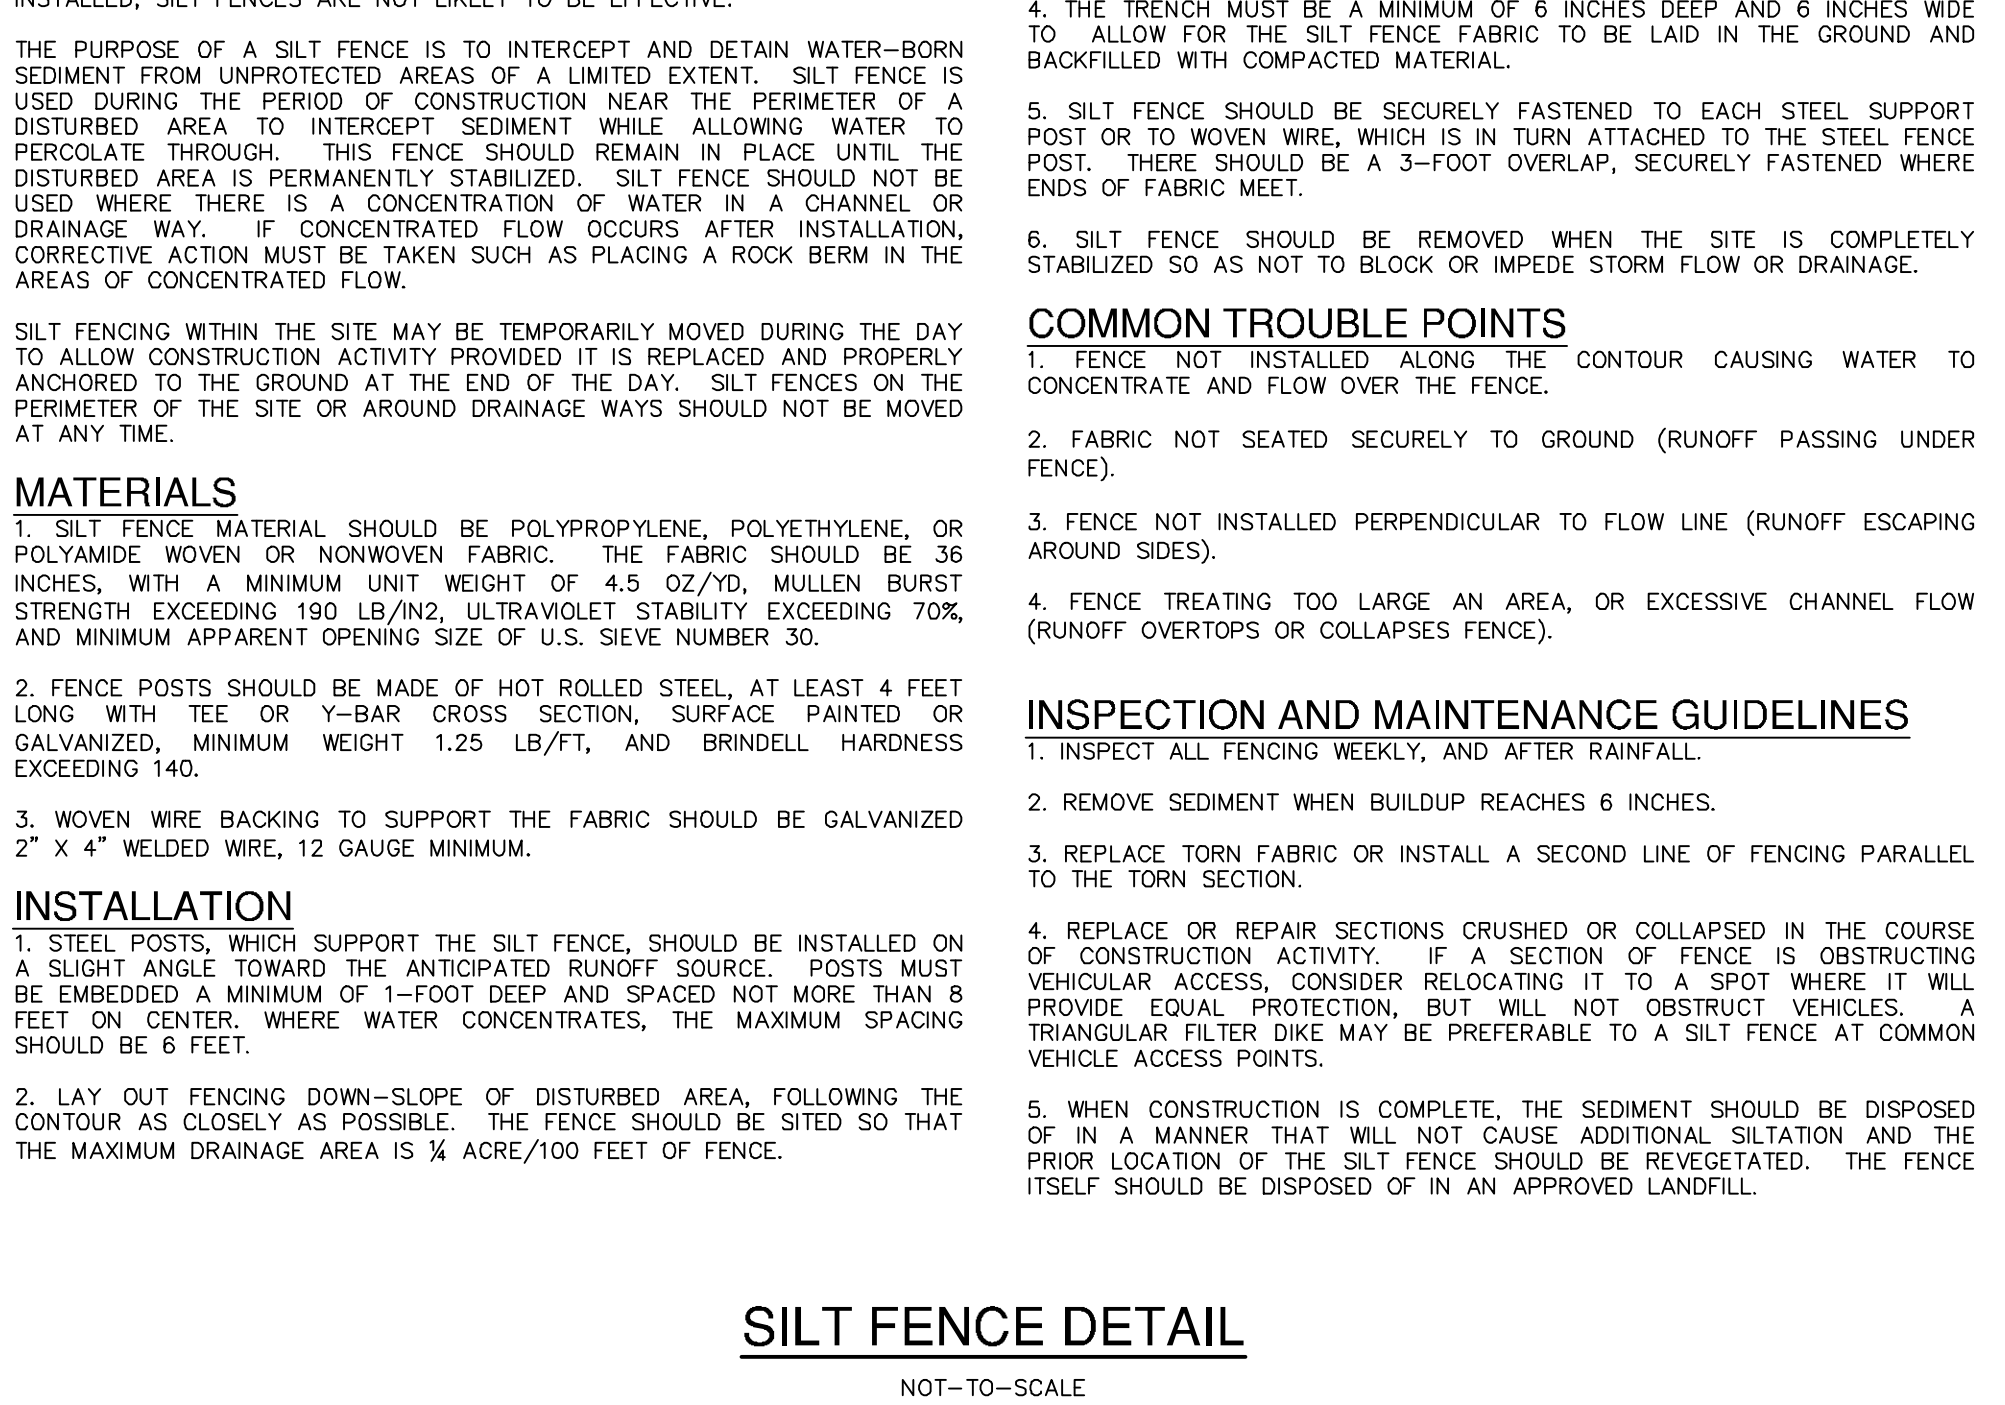 INSTALLED, SILT FENCES ARE NOT LIKELY TO BE EFFECTIVE.
THE PURPOSE OF A SILT FENCE IS TO INTERCEPT AND DETAIN WATER-BORN
SEDIMENT FROM UNPROTECTED AREAS OF A LIMITED EXTENT. SILT FENCE IS
USED DURING THE PERIOD OF CONSTRUCTION NEAR THE PERIMETER OF A
DISTURBED AREA TO INTERCEPT SEDIMENT WHILE ALLOWING WATER TO
PERCOLATE THROUGH. THIS FENCE SHOULD REMAIN IN PLACE UNTIL THE
DISTURBED AREA IS PERMANENTLY STABILIZED. SILT FENCE SHOULD NOT BE
USED WHERE THERE IS A CONCENTRATION OF WATER IN A CHANNEL OR
DRAINAGE WAY. IF CONCENTRATED FLOW OCCURS AFTER INSTALLATION,
CORRECTIVE ACTION MUST BE TAKEN SUCH AS PLACING A ROCK BERM IN THE
AREAS OF CONCENTRATED FLOW.
SILT FENCING WITHIN THE SITE MAY BE TEMPORARILY MOVED DURING THE DAY
TO ALLOW CONSTRUCTION ACTIVITY PROVIDED IT IS REPLACED AND PROPERLY
ANCHORED TO THE GROUND AT THE END OF THE DAY. SILT FENCES ON THE
PERIMETER OF THE SITE OR AROUND DRAINAGE WAYS SHOULD NOT BE MOVED
AT ANY TIME.
MATERIALS
1. SILT FENCE MATERIAL SHOULD BE POLYPROPYLENE, POLYETHYLENE, OR
POLYAMIDE WOVEN OR NONWOVEN FABRIC. THE FABRIC SHOULD BE 36
INCHES, WITH A MINIMUM UNIT WEIGHT OF 4.5 OZ/YD, MULLEN BURST
STRENGTH EXCEEDING 190 LB/IN2, ULTRAVIOLET STABILITY EXCEEDING 70%,
AND MINIMUM APPARENT OPENING SIZE OF U.S. SIEVE NUMBER 30.
2. FENCE POSTS SHOULD BE MADE OF HOT ROLLED STEEL, AT LEAST 4 FEET
LONG WITH TEE OR Y-BAR CROSS SECTION, SURFACE PAINTED OR
GALVANIZED, MINIMUM WEIGHT 1.25 LB/FT, AND BRINDELL HARDNESS
EXCEEDING 140.
3. WOVEN WIRE BACKING TO SUPPORT THE FABRIC SHOULD BE GALVANIZED
2" X 4" WELDED WIRE, 12 GAUGE MINIMUM.
INSTALLATION
1. STEEL POSTS, WHICH SUPPORT THE SILT FENCE, SHOULD BE INSTALLED ON
A SLIGHT ANGLE TOWARD THE ANTICIPATED RUNOFF SOURCE. POSTS MUST
BE EMBEDDED A MINIMUM OF 1-FOOT DEEP AND SPACED NOT MORE THAN 8
FEET ON CENTER. WHERE WATER CONCENTRATES, THE MAXIMUM SPACING
SHOULD BE 6 FEET.
2. LAY OUT FENCING DOWN-SLOPE OF DISTURBED AREA, FOLLOWING THE
CONTOUR AS CLOSELY AS POSSIBLE. THE FENCE SHOULD BE SITED SO THAT
THE MAXIMUM DRAINAGE AREA IS ¼ ACRE/100 FEET OF FENCE.
4. THE TRENCH MUST BE A MINIMUM OF 6 INCHES DEEP AND 6 INCHES WIDE
TO ALLOW FOR THE SILT FENCE FABRIC TO BE LAID IN THE GROUND AND
BACKFILLED WITH COMPACTED MATERIAL.
5. SILT FENCE SHOULD BE SECURELY FASTENED TO EACH STEEL SUPPORT
POST OR TO WOVEN WIRE, WHICH IS IN TURN ATTACHED TO THE STEEL FENCE
POST. THERE SHOULD BE A 3-FOOT OVERLAP, SECURELY FASTENED WHERE
ENDS OF FABRIC MEET.
6. SILT FENCE SHOULD BE REMOVED WHEN THE SITE IS COMPLETELY
STABILIZED SO AS NOT TO BLOCK OR IMPEDE STORM FLOW OR DRAINAGE.
COMMON TROUBLE POINTS
1. FENCE NOT INSTALLED ALONG THE CONTOUR CAUSING WATER TO
CONCENTRATE AND FLOW OVER THE FENCE.
2. FABRIC NOT SEATED SECURELY TO GROUND (RUNOFF PASSING UNDER
FENCE).
3. FENCE NOT INSTALLED PERPENDICULAR TO FLOW LINE (RUNOFF ESCAPING
AROUND SIDES).
4. FENCE TREATING TOO LARGE AN AREA, OR EXCESSIVE CHANNEL FLOW
(RUNOFF OVERTOPS OR COLLAPSES FENCE).
INSPECTION AND MAINTENANCE GUIDELINES
1. INSPECT ALL FENCING WEEKLY, AND AFTER RAINFALL.
2. REMOVE SEDIMENT WHEN BUILDUP REACHES 6 INCHES.
3. REPLACE TORN FABRIC OR INSTALL A SECOND LINE OF FENCING PARALLEL
TO THE TORN SECTION.
4. REPLACE OR REPAIR SECTIONS CRUSHED OR COLLAPSED IN THE COURSE
OF CONSTRUCTION ACTIVITY. IF A SECTION OF FENCE IS OBSTRUCTING
VEHICULAR ACCESS, CONSIDER RELOCATING IT TO A SPOT WHERE IT WILL
PROVIDE EQUAL PROTECTION, BUT WILL NOT OBSTRUCT VEHICLES. A
TRIANGULAR FILTER DIKE MAY BE PREFERABLE TO A SILT FENCE AT COMMON
VEHICLE ACCESS POINTS.
5. WHEN CONSTRUCTION IS COMPLETE, THE SEDIMENT SHOULD BE DISPOSED
OF IN A MANNER THAT WILL NOT CAUSE ADDITIONAL SILTATION AND THE
PRIOR LOCATION OF THE SILT FENCE SHOULD BE REVEGETATED. THE FENCE
ITSELF SHOULD BE DISPOSED OF IN AN APPROVED LANDFILL.
SILT FENCE DETAIL
NOT-TO-SCALE